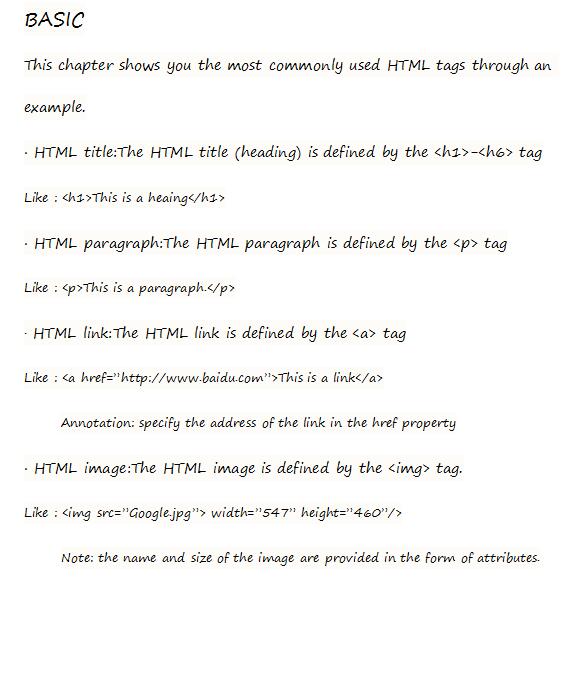 BASIC
This chapter shows you the most commonly used HTML tags through an
example.
· HTML title:The HTML title (heading) is defined by the <h1>-<h6> tag
Like : <h1>This is a heaing</h1>
· HTML paragraph:The HTML paragraph is defined by the <p> tag
Like : <p>This is a paragraph.</p>
· HTML link:The HTML link is defined by the <a> tag
Like : <a href="http://www.baidu.com">This is a link</a>
Annotation: specify the address of the link in the href property
· HTML image:The HTML image is defined by the <img> tag.
Like : <img src="Google.jpg"> width="547" height="460"/>
Note: the name and size of the image are provided in the form of attributes.